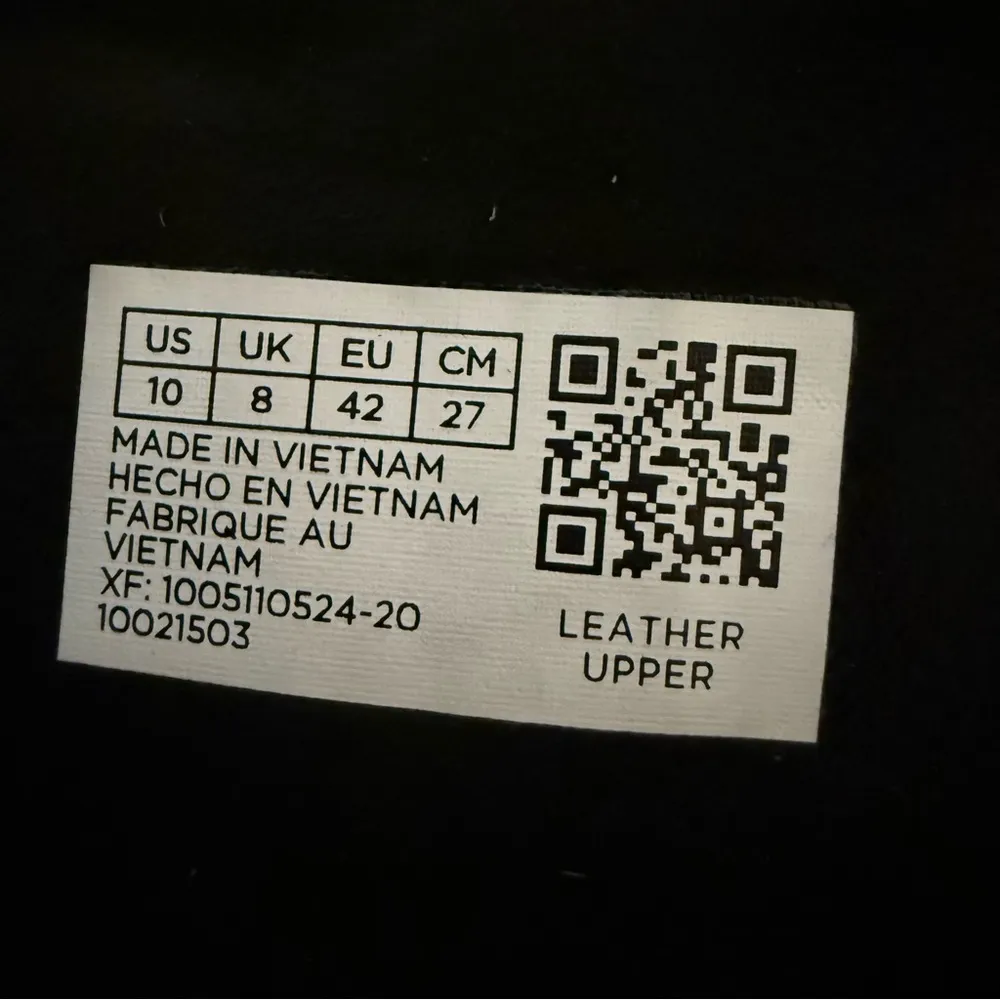 US UK EU CM
10 8 42 27
MADE IN VIETNAM
HECHO EN VIETNAM
FABRIQUE AU
VIETNAM
XF: 1005110524-20
10021503
LEATHER
UPPER